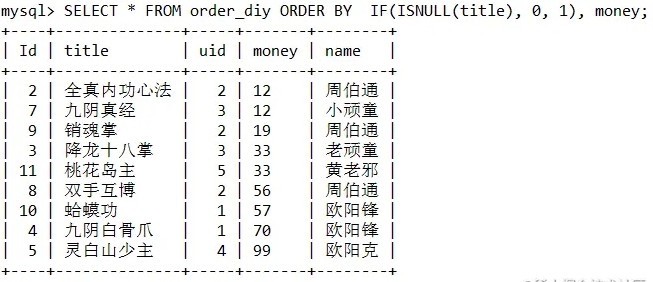 mysql> SELECT * FROM order_diy ORDER BY  IF(ISNULL(title), 0, 1), money;
+----+--------------+-----+-------+--------+
| Id | title        | uid | money | name   |
+----+--------------+-----+-------+--------+
|  2 | 全真内功心法 |   2 | 12    | 周伯通 |
|  7 | 九阴真经     |   3 | 12    | 小顽童 |
|  9 | 销魂掌       |   2 | 19    | 周伯通 |
|  3 | 降龙十八掌   |   3 | 33    | 老顽童 |
| 11 | 桃花岛主     |   5 | 33    | 黄老邪 |
|  8 | 双手互博     |   2 | 56    | 周伯通 |
| 10 | 蛤蟆功       |   1 | 57    | 欧阳锋 |
|  4 | 九阴白骨爪   |   1 | 70    | 欧阳锋 |
|  5 | 灵白山少主   |   4 | 99    | 欧阳克 |
+----+--------------+-----+-------+--------+